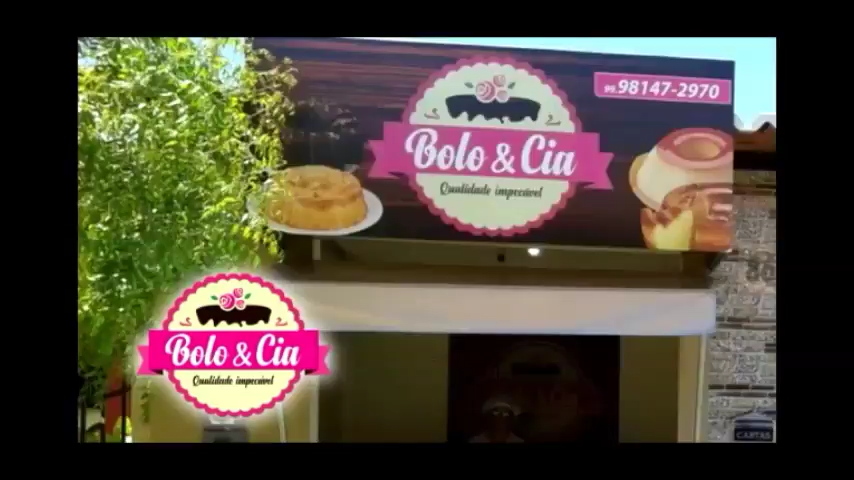 99.98147-2970
Bolo & Cia
Qualidade impecável
Bolo & Cia
Qualidade impecável
CARTAS